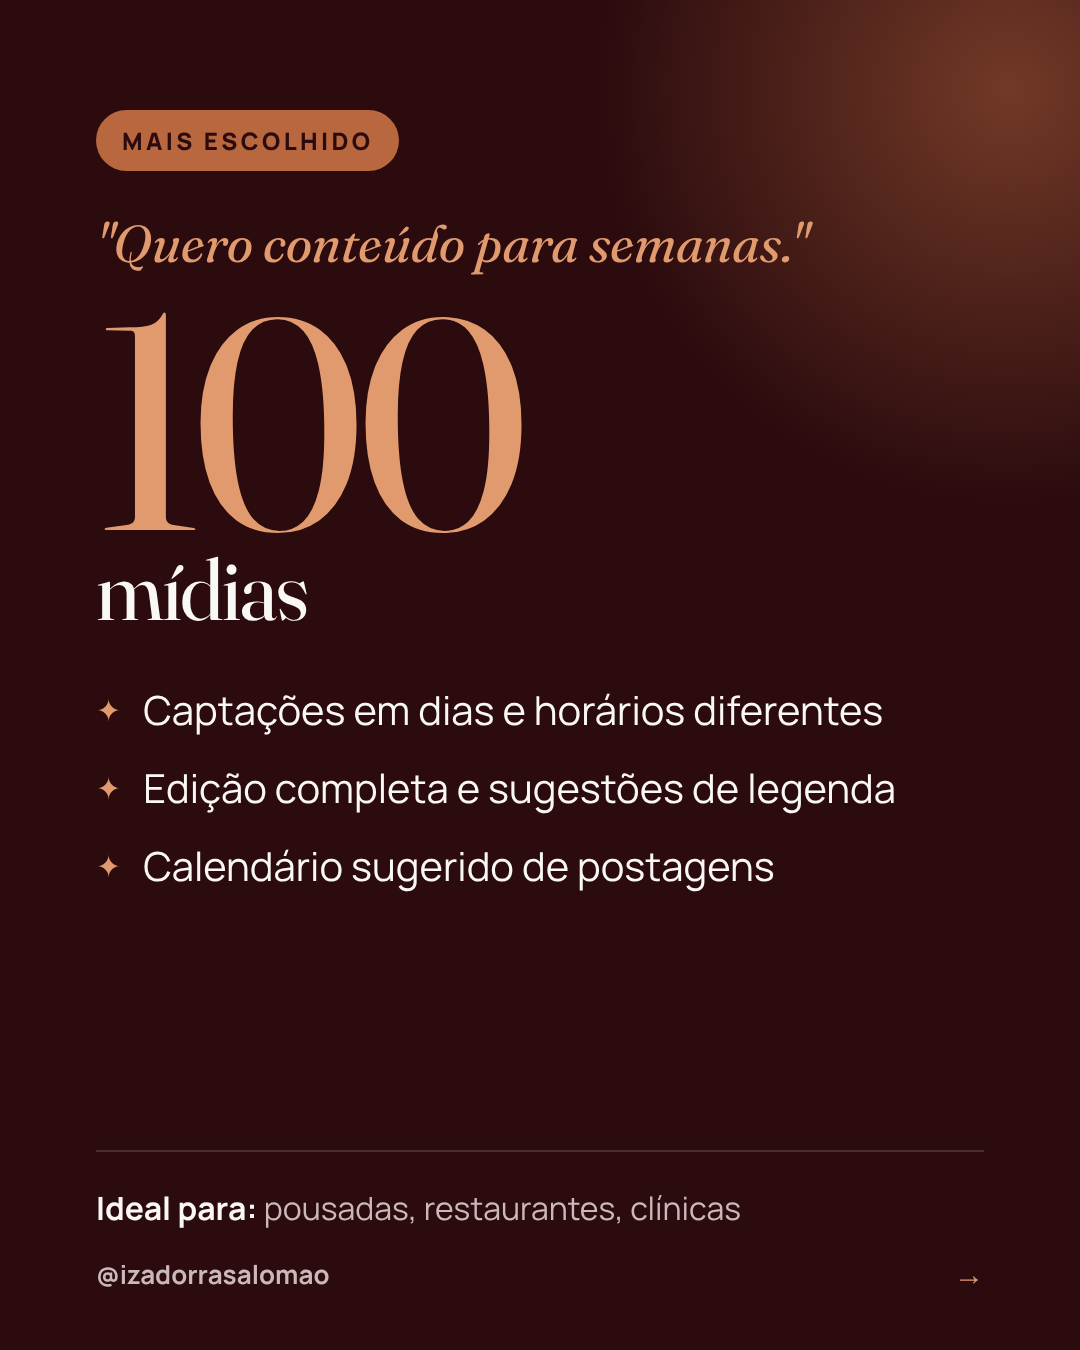 MAIS ESCOLHIDO
"Quero conteúdo para semanas."
100
mídias
✦ Captações em dias e horários diferentes
✦ Edição completa e sugestões de legenda
✦ Calendário sugerido de postagens
Ideal para: pousadas, restaurantes, clínicas
@izadorrasalomao →